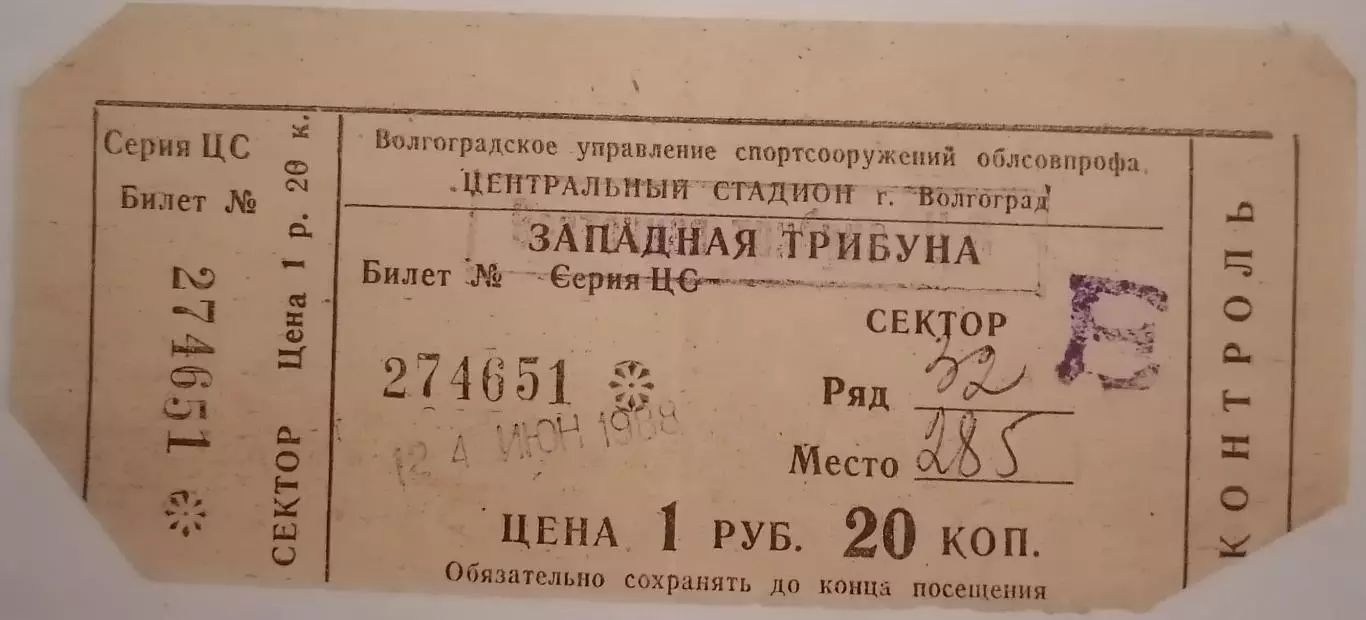 Серия ЦС
Билет №
274651
СЕКТОР Цена 1 р. 20 к.
Волгоградское управление спортсооружений облсовпрофа
ЦЕНТРАЛЬНЫЙ СТАДИОН г. Волгоград
ЗАПАДНАЯ ТРИБУНА
Билет № Серия ЦС
274651
СЕКТОР
Ряд 32
Место 285
4 ИЮН 1988
ЦЕНА 1 РУБ. 20 КОП.
Обязательно сохранять до конца посещения
КОНТРОЛЬ